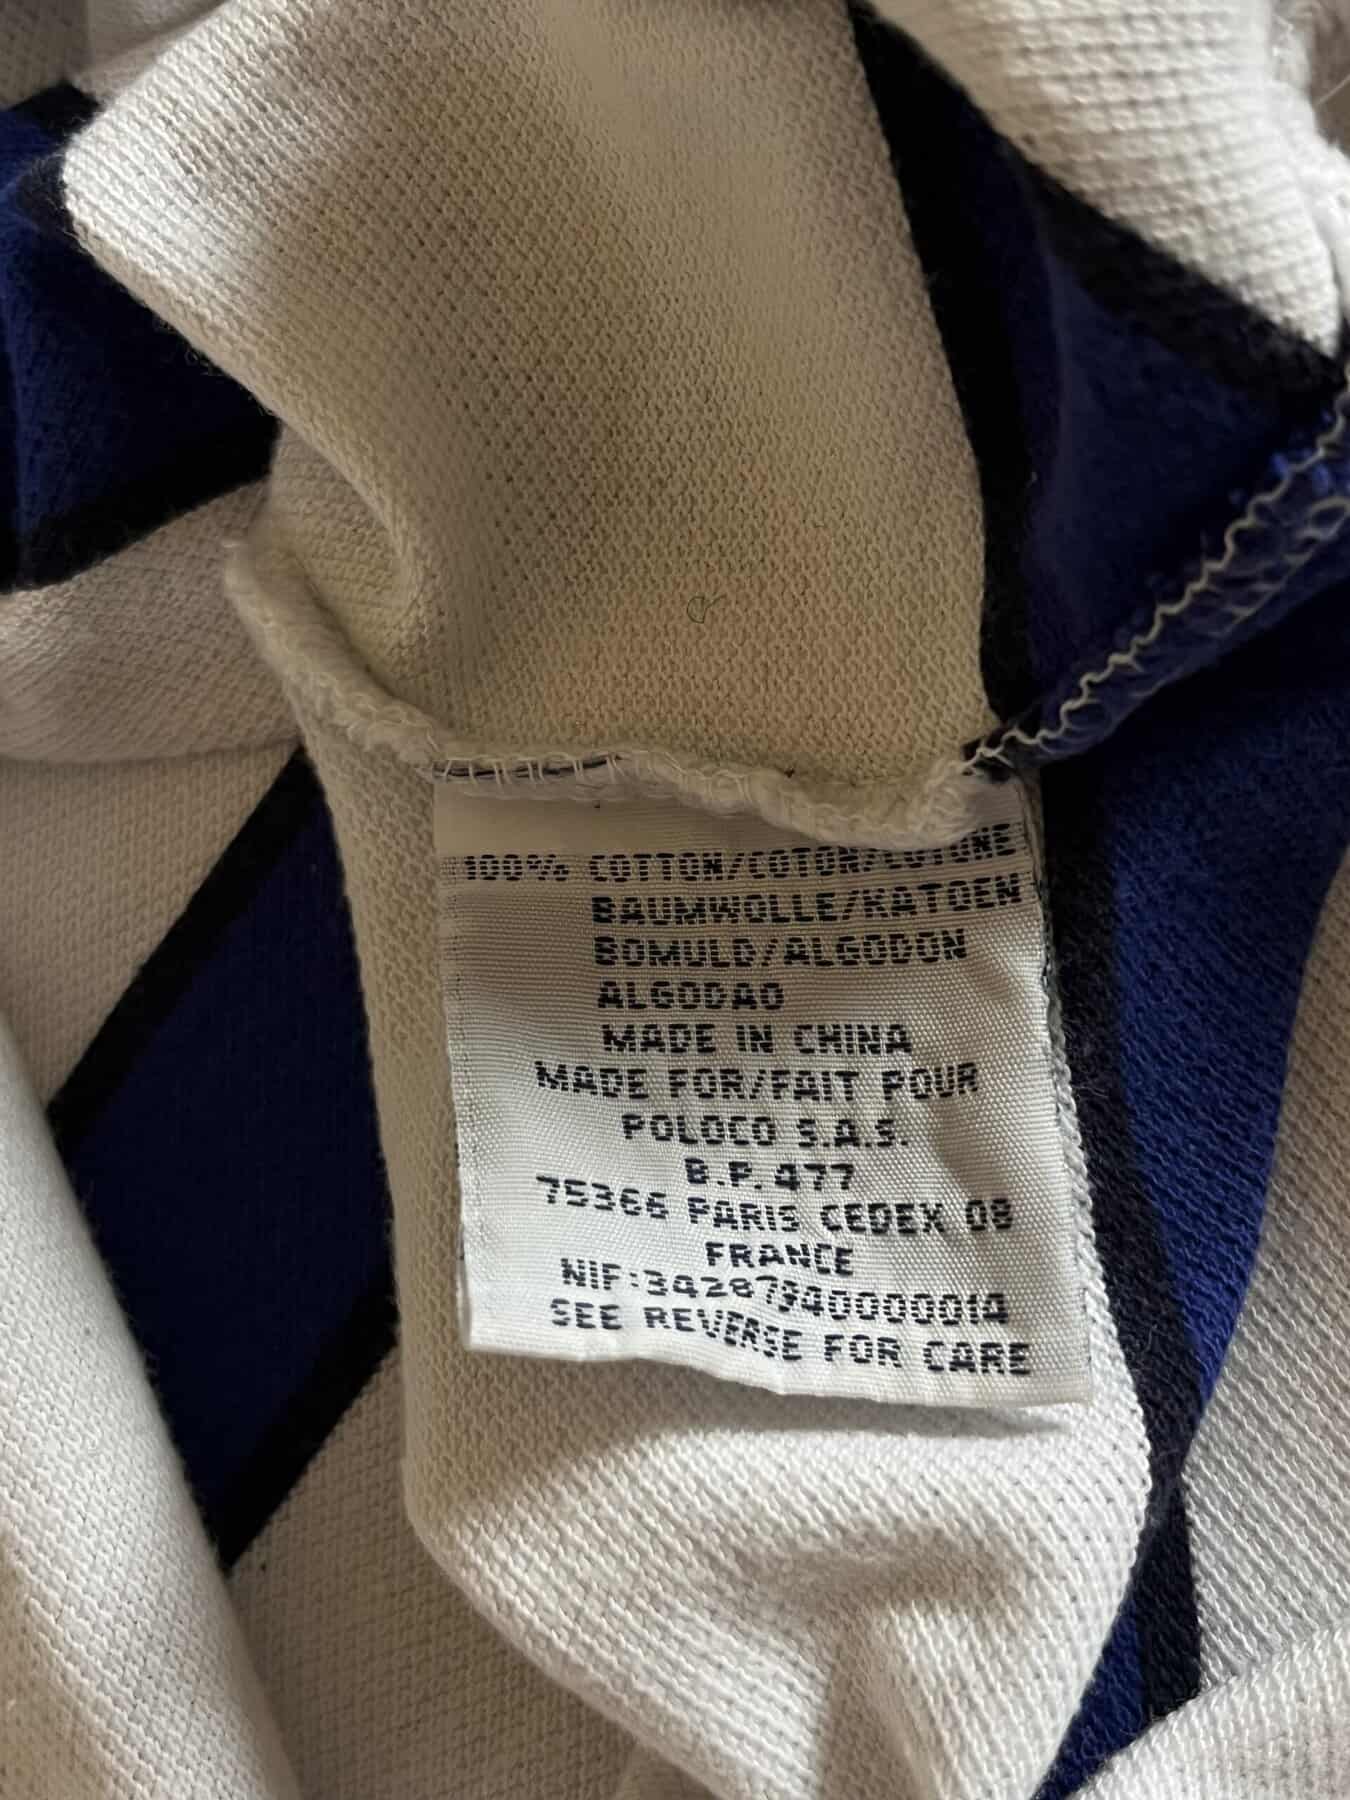 100% COTTON/COTON/COTONE
BAUMWOLLE/KATOEN
BOMULD/ALGODON
ALGODAO
MADE IN CHINA
MADE FOR/FAIT POUR
POLOCO S.A.S.
B.P. 477
75366 PARIS CEDEX 08
FRANCE
NIF:34287940000014
SEE REVERSE FOR CARE